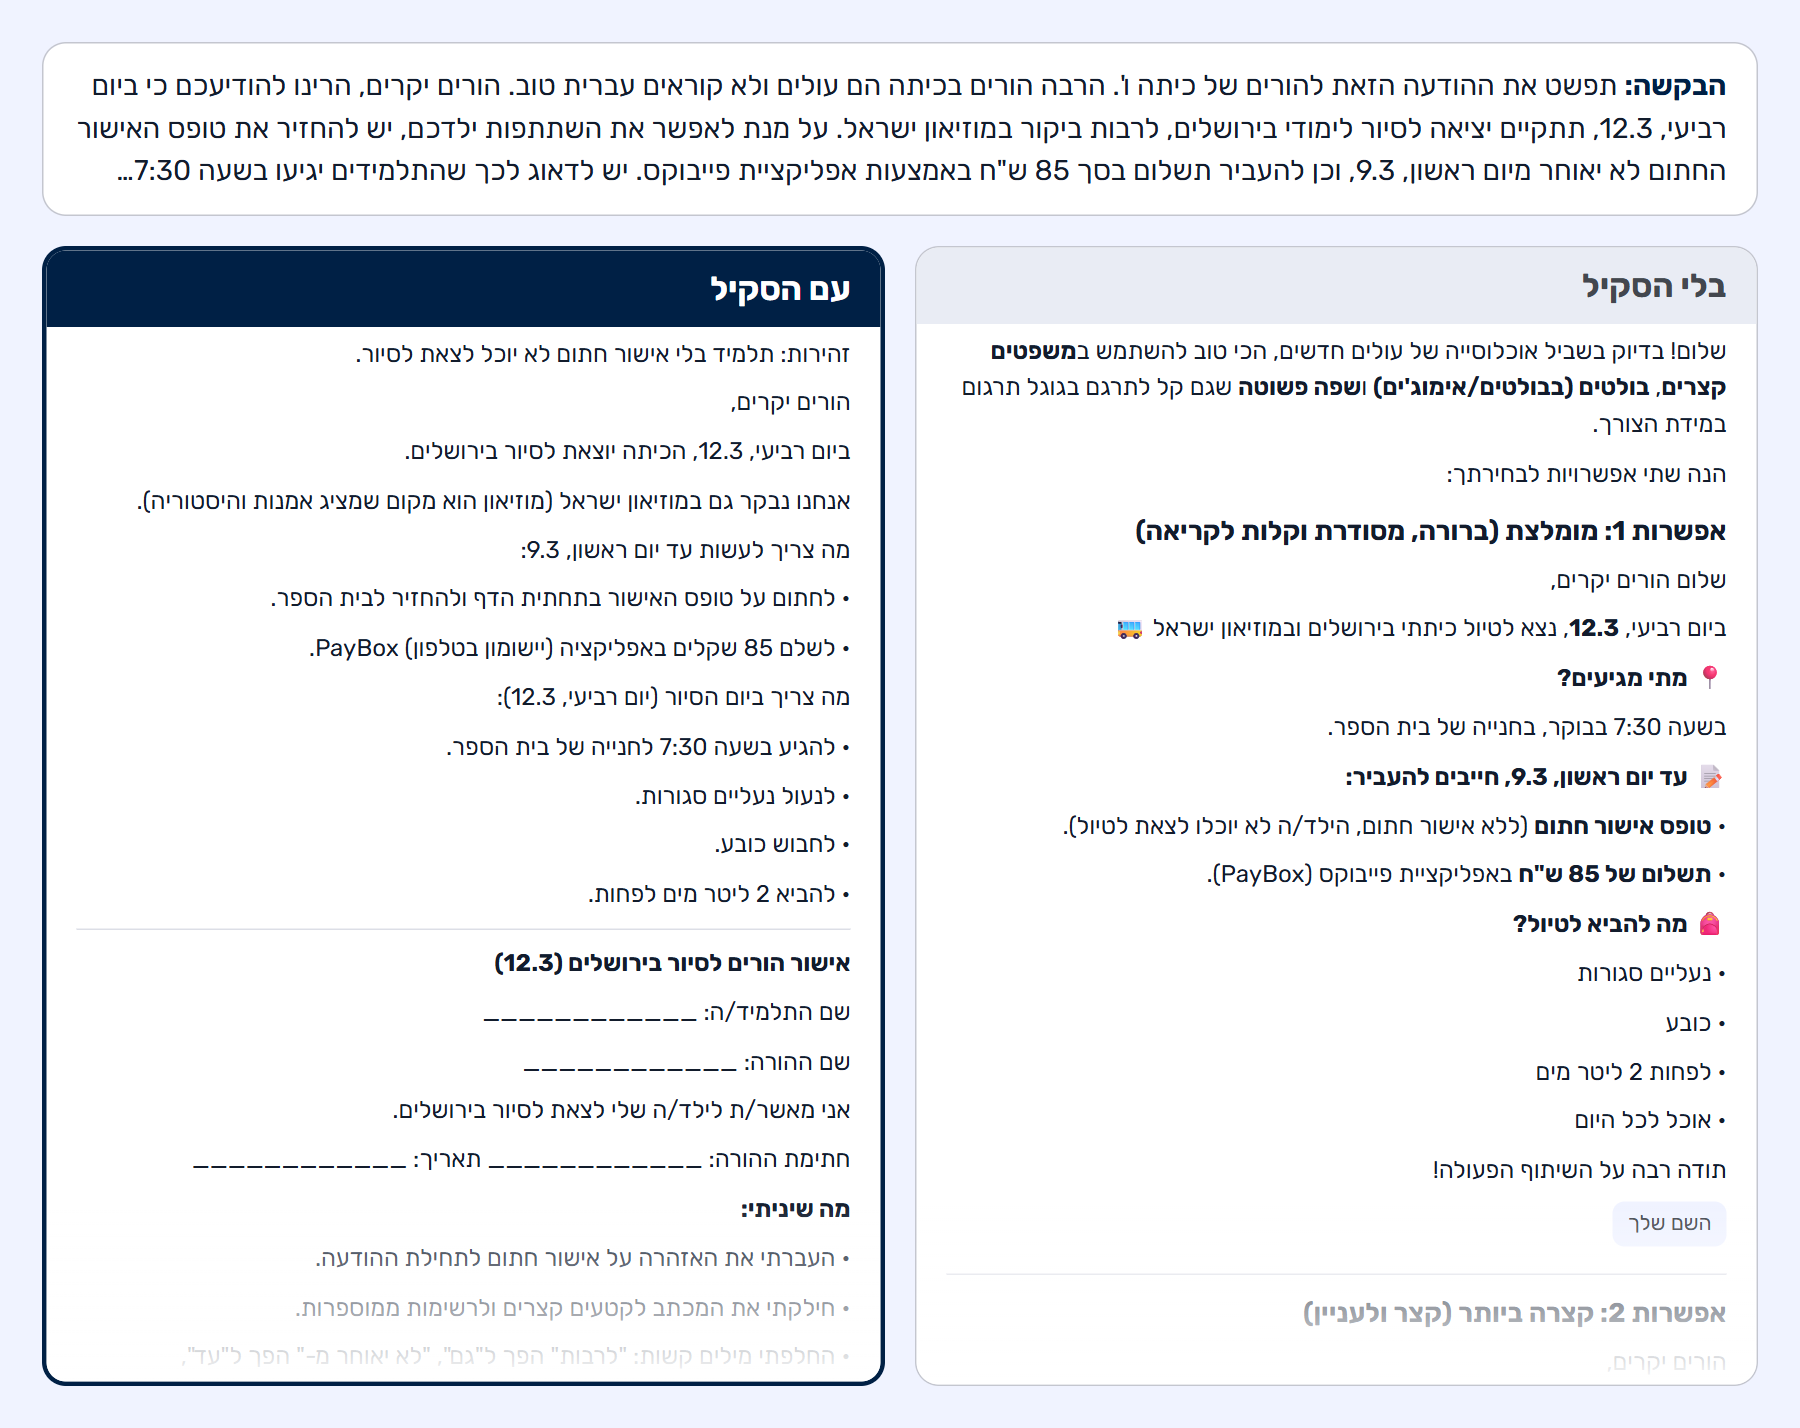 הבקשה: תפשט את ההודעה הזאת להורים של כיתה ו'. הרבה הורים בכיתה הם עולים ולא קוראים עברית טוב. הורים יקרים, הרינו להודיעכם כי ביום
רביעי, 12.3, תתקיים יציאה לסיור לימודי בירושלים, לרבות ביקור במוזיאון ישראל. על מנת לאפשר את השתתפות ילדכם, יש להחזיר את טופס האישור
החתום לא יאוחר מיום ראשון, 9.3, וכן להעביר תשלום בסך 85 ש"ח באמצעות אפליקציית פייבוקס. יש לדאוג לכך שהתלמידים יגיעו בשעה 7:30...
בלי הסקיל
שלום! בדיוק בשביל אוכלוסייה של עולים חדשים, הכי טוב להשתמש במשפטים
קצרים, בולטים (בבולטים/אימוג'ים) ושפה פשוטה שגם קל לתרגם בגוגל תרגום
במידת הצורך.
הנה שתי אפשרויות לבחירתך:
אפשרות 1: מומלצת (ברורה, מסודרת וקלות לקריאה)
שלום הורים יקרים,
ביום רביעי, 12.3, נצא לטיול כיתתי בירושלים ובמוזיאון ישראל 🚌
📍 מתי מגיעים?
בשעה 7:30 בבוקר, בחנייה של בית הספר.
📝 עד יום ראשון, 9.3, חייבים להעביר:
• טופס אישור חתום (ללא אישור חתום, הילד/ה לא יוכלו לצאת לטיול).
• תשלום של 85 ש"ח באפליקציית פייבוקס (PayBox).
🎒 מה להביא לטיול?
• נעליים סגורות
• כובע
• לפחות 2 ליטר מים
• אוכל לכל היום
תודה רבה על השיתוף הפעולה!
השם שלך
אפשרות 2: קצרה ביותר (קצר ולעניין)
הורים יקרים,
עם הסקיל
זהירות: תלמיד בלי אישור חתום לא יוכל לצאת לסיור.
הורים יקרים,
ביום רביעי, 12.3, הכיתה יוצאת לסיור בירושלים.
אנחנו נבקר גם במוזיאון ישראל (מוזיאון הוא מקום שמציג אמנות והיסטוריה).
מה צריך לעשות עד יום ראשון, 9.3:
• לחתום על טופס האישור בתחתית הדף ולהחזיר לבית הספר.
• לשלם 85 שקלים באפליקציה (יישומון בטלפון) PayBox.
מה צריך ביום הסיור (יום רביעי, 12.3):
• להגיע בשעה 7:30 לחנייה של בית הספר.
• לנעול נעליים סגורות.
• לחבוש כובע.
• להביא 2 ליטר מים לפחות.
אישור הורים לסיור בירושלים (12.3)
שם התלמיד/ה: ____________
שם ההורה: ____________
אני מאשר/ת לילד/ה שלי לצאת לסיור בירושלים.
חתימת ההורה: ____________ תאריך: ____________
מה שיניתי:
• העברתי את האזהרה על אישור חתום לתחילת ההודעה.
• חילקתי את המכתב לקטעים קצרים ולרשימות ממוספרות.
• החלפתי מילים קשות: "לרבות" הפך ל"גם", "לא יאוחר מ-" הפך ל"עד",